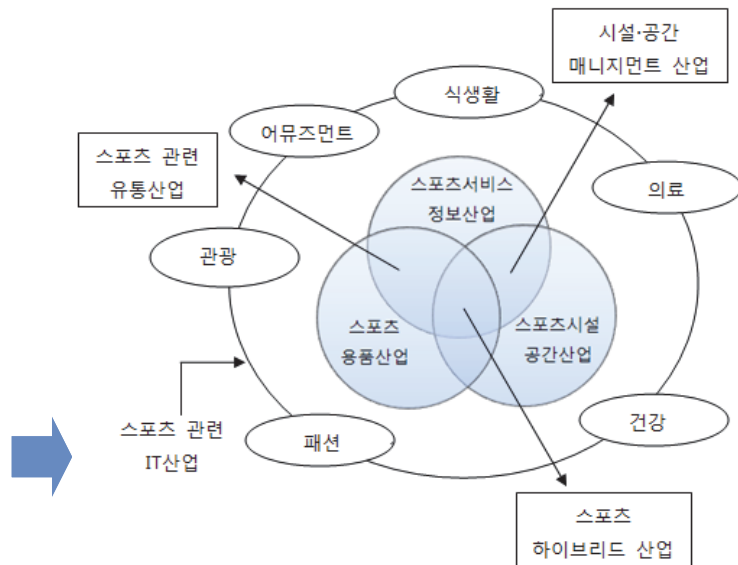 시설·공간
매니지먼트 산업
식생활
어뮤즈먼트
스포츠 관련
유통산업
스포츠서비스
정보산업
의료
관광
스포츠
용품산업
스포츠시설
공간산업
스포츠 관련
IT산업
패션
건강
스포츠
하이브리드 산업